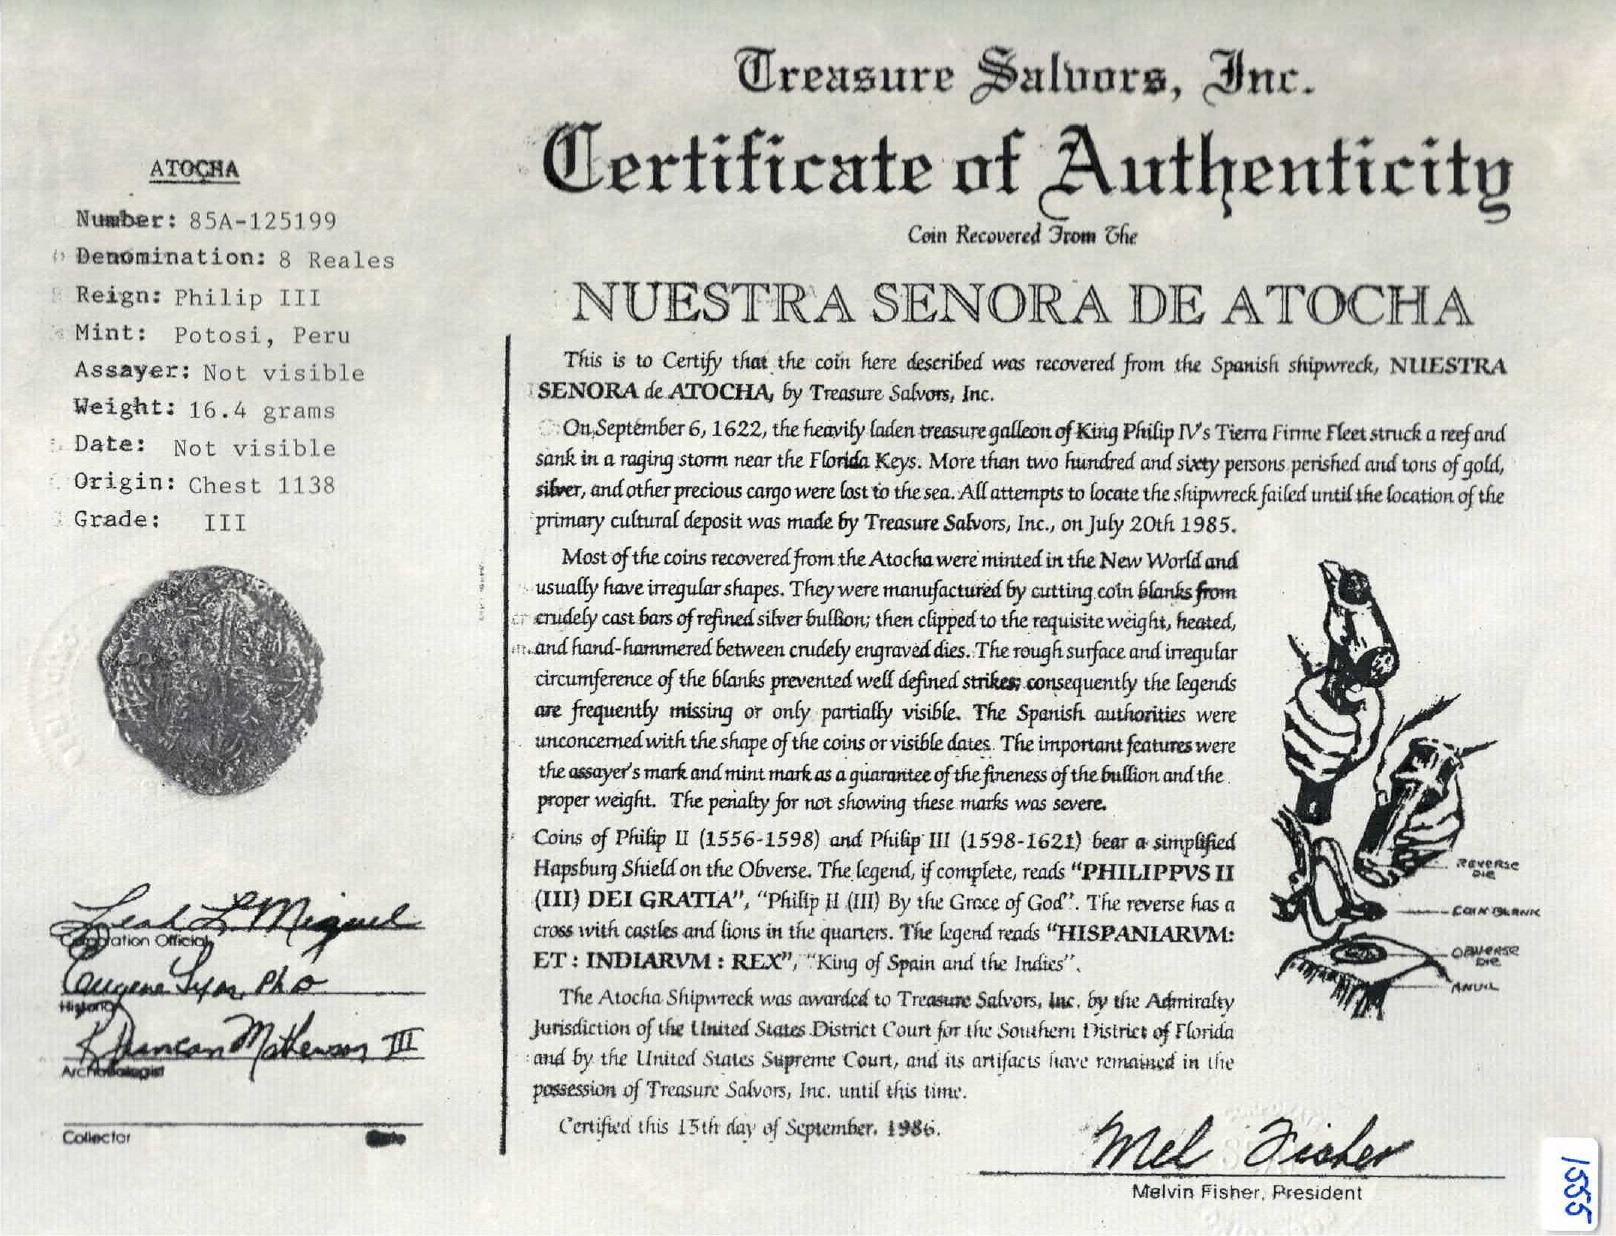 Treasure Salvors, Inc.
Certificate of Authenticity
Coin Recovered From The
NUESTRA SENORA DE ATOCHA
ATOCHA
Number: 85A-125199
Denomination: 8 Reales
Reign: Philip III
Mint: Potosi, Peru
Assayer: Not visible
Weight: 16.4 grams
Date: Not visible
Origin: Chest 1138
Grade: III
Leah L Miguel
Corporation Official
Eugene Lyon, PhD
Historian
R Duncan Mathewson III
Archaeologist
Collector
Date
This is to Certify that the coin here described was recovered from the Spanish shipwreck, NUESTRA
SENORA de ATOCHA, by Treasure Salvors, Inc.
On September 6, 1622, the heavily laden treasure galleon of King Philip IV's Tierra Firme Fleet struck a reef and
sank in a raging storm near the Florida Keys. More than two hundred and sixty persons perished and tons of gold,
silver, and other precious cargo were lost to the sea. All attempts to locate the shipwreck failed until the location of the
primary cultural deposit was made by Treasure Salvors, Inc., on July 20th 1985.
Most of the coins recovered from the Atocha were minted in the New World and
usually have irregular shapes. They were manufactured by cutting coin blanks from
crudely cast bars of refined silver bullion; then clipped to the requisite weight, heated,
and hand-hammered between crudely engraved dies. The rough surface and irregular
circumference of the blanks prevented well defined strikes; consequently the legends
are frequently missing or only partially visible. The Spanish authorities were
unconcerned with the shape of the coins or visible dates. The important features were
the assayer's mark and mint mark as a guarantee of the fineness of the bullion and the
proper weight. The penalty for not showing these marks was severe.
Coins of Philip II (1556-1598) and Philip III (1598-1621) bear a simplified
Hapsburg Shield on the Obverse. The legend, if complete, reads "PHILIPPVS II
(III) DEI GRATIA", "Philip II (III) By the Grace of God". The reverse has a
cross with castles and lions in the quarters. The legend reads "HISPANIARVM:
ET : INDIARVM : REX", "King of Spain and the Indies".
The Atocha Shipwreck was awarded to Treasure Salvors, Inc. by the Admiralty
Jurisdiction of the United States District Court for the Southern District of Florida
and by the United States Supreme Court, and its artifacts have remained in the
possession of Treasure Salvors, Inc. until this time.
Certified this 15th day of September, 1986.
REVERSE
DIE
COIN BLANK
OBVERSE
DIE
ANVIL
Mel Fisher
Melvin Fisher, President
1555